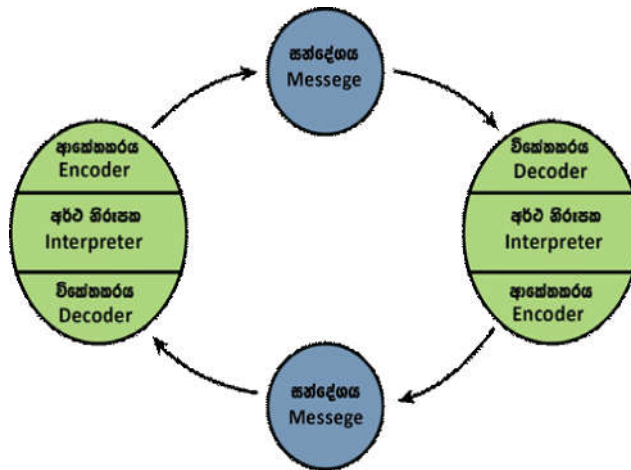 සන්දේශය
Messege
ආකේතකරය
Encoder
අර්ථ නිරූපක
Interpreter
විකේතකරය
Decoder
විකේතකරය
Decoder
අර්ථ නිරූපක
Interpreter
ආකේතකරය
Encoder
සන්දේශය
Messege